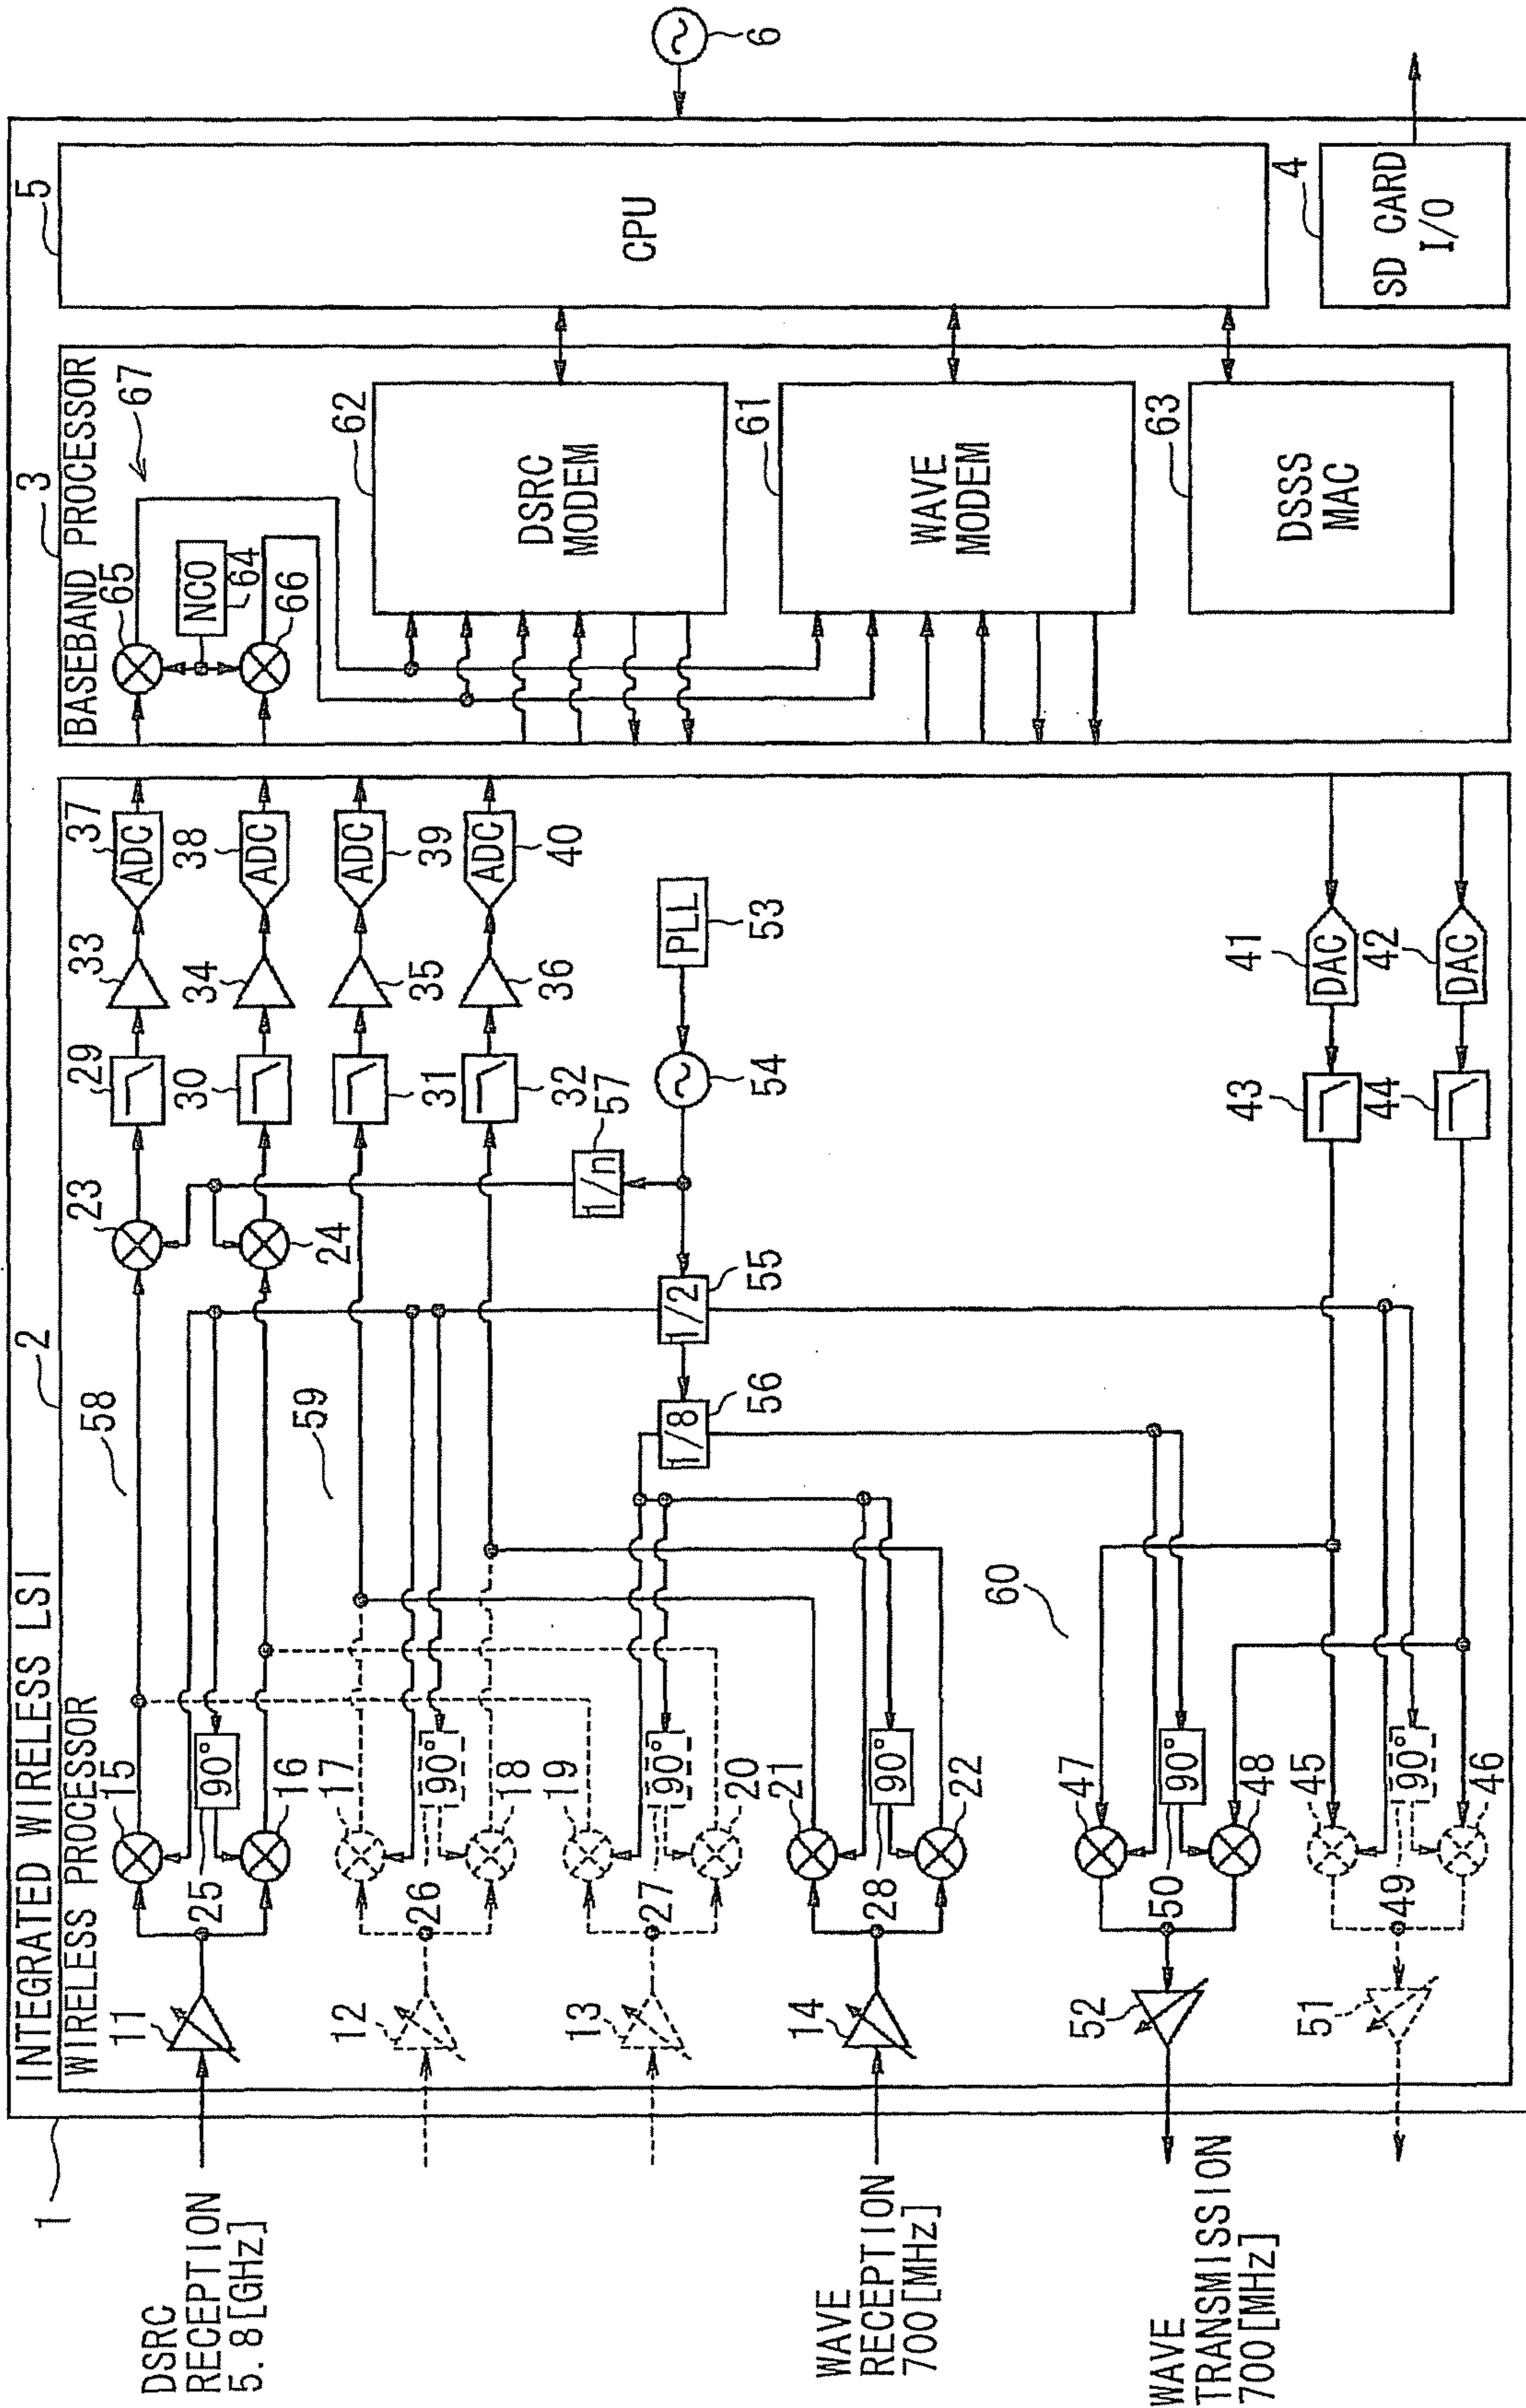 INTEGRATED WIRELESS LSI
1
2
WIRELESS PROCESSOR
3
BASEBAND PROCESSOR
5
CPU
6
4
SD CARD
I/O
67
65
NCO
64
66
62
DSRC
MODEM
61
WAVE
MODEM
63
DSSS
MAC
DSRC
RECEPTION
5.8[GHz]
11
15
25
90°
16
58
23
24
29
30
33
34
37
ADC
38
ADC
12
17
26
90°
18
59
31
32
35
36
39
ADC
40
ADC
13
19
27
90°
20
57
1/n
54
PLL
53
1/2
55
1/8
56
WAVE
RECEPTION
700[MHz]
14
21
28
90°
22
WAVE
TRANSMISSION
700[MHz]
52
47
50
90°
48
60
51
45
49
90°
46
43
44
41
DAC
42
DAC